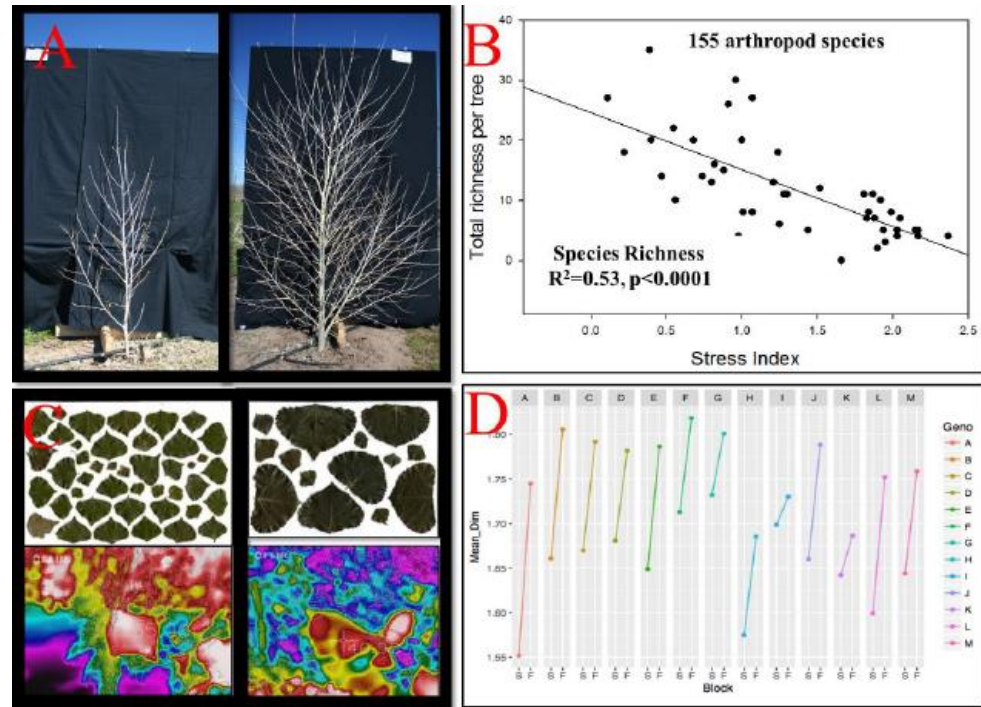 A
B
155 arthropod species
40
30
20
10
0
Total richness per tree
Species Richness
R²=0.53, p<0.0001
0.0 0.5 1.0 1.5 2.0 2.5
Stress Index
C
D
A B C D E F G H I J K L M
1.80
1.75
1.70
1.65
1.60
1.55
Mean_Dim
S F S F S F S F S F S F S F S F S F S F S F S F S F
Block
Geno
A
B
C
D
E
F
G
H
I
J
K
L
M